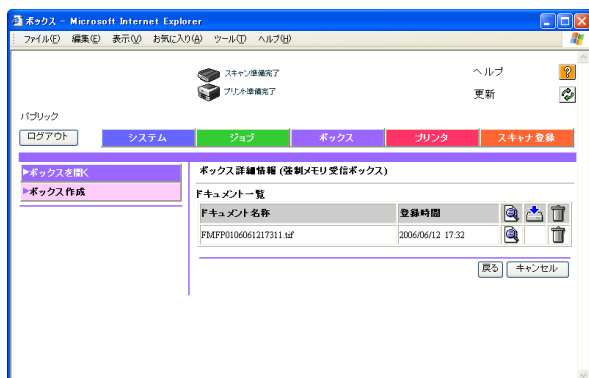 ボックス - Microsoft Internet Explorer
ファイル(F) 編集(E) 表示(V) お気に入り(A) ツール(T) ヘルプ(H)
スキャン準備完了
プリント準備完了
ヘルプ
更新
パブリック
ログアウト システム ジョブ ボックス プリンタ スキャナ登録
▶ボックスを開く
▶ボックス作成
ボックス詳細情報 (強制メモリ受信ボックス)
ドキュメント一覧
ドキュメント名称 登録時間
FMFP0106061217311.tif 2006/06/12 17:32
戻る キャンセル